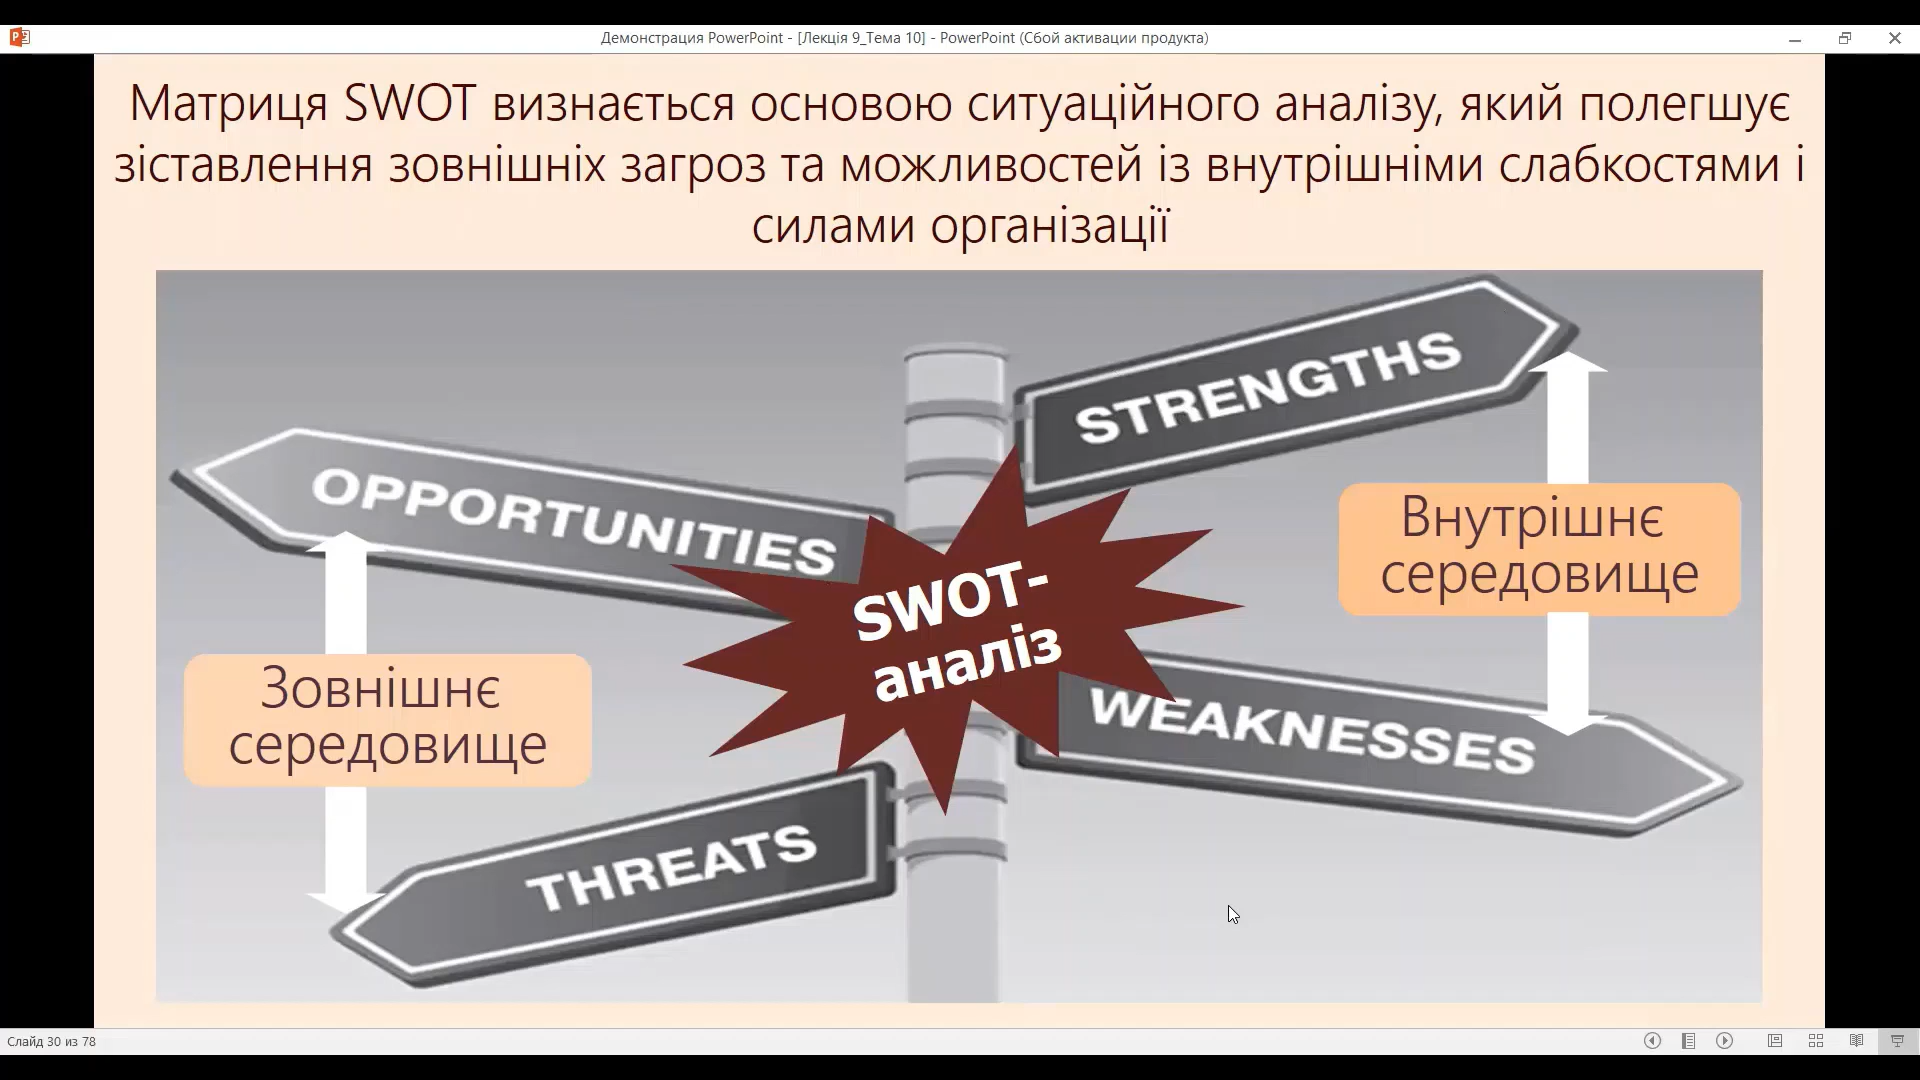 Демонстрация PowerPoint - [Лекція 9_Тема 10] - PowerPoint (Сбой активации продукта)
Матриця SWOT визнається основою ситуаційного аналізу, який полегшує
зіставлення зовнішніх загроз та можливостей із внутрішніми слабкостями і
силами організації
STRENGTHS
OPPORTUNITIES
Внутрішнє
середовище
SWOT-
аналіз
Зовнішнє
середовище
WEAKNESSES
THREATS
Слайд 30 из 78